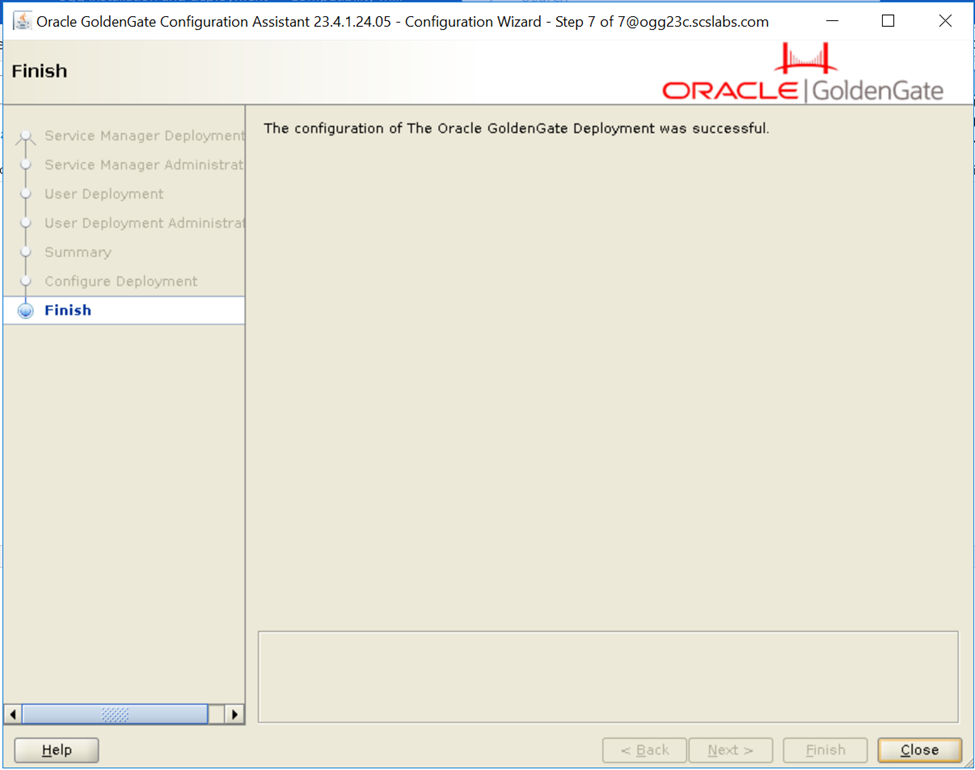 Oracle GoldenGate Configuration Assistant 23.4.1.24.05 - Configuration Wizard - Step 7 of 7@ogg23c.scslabs.com
Finish
ORACLE | GoldenGate
Service Manager Deployment
Service Manager Administrat
User Deployment
User Deployment Administrat
Summary
Configure Deployment
Finish
The configuration of The Oracle GoldenGate Deployment was successful.
Help
< Back
Next >
Finish
Close